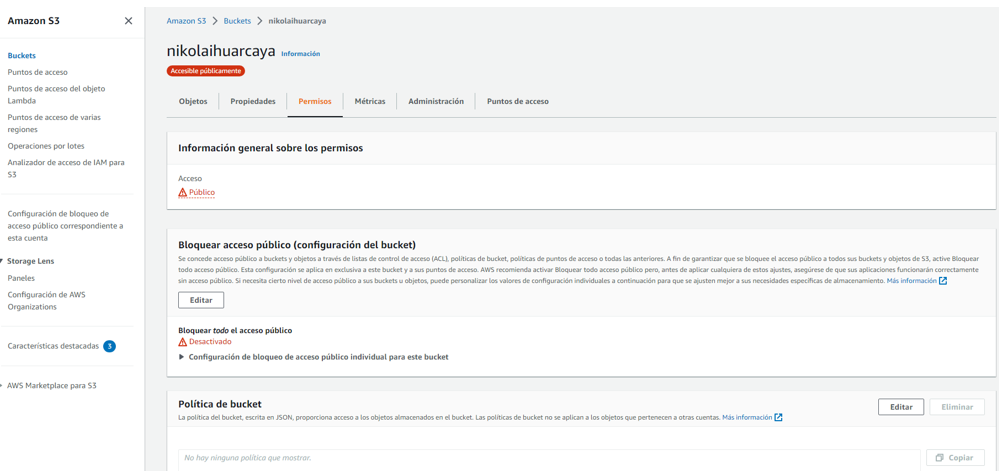 Amazon S3
Buckets
Puntos de acceso
Puntos de acceso del objeto
Lambda
Puntos de acceso de varias
regiones
Operaciones por lotes
Analizador de acceso de IAM para
S3
Configuración de bloqueo de
acceso público correspondiente a
esta cuenta
Storage Lens
Paneles
Configuración de AWS
Organizations
Características destacadas 3
AWS Marketplace para S3
Amazon S3 > Buckets > nikolaihuarcaya
nikolaihuarcaya Información
Accesible públicamente
Objetos Propiedades Permisos Métricas Administración Puntos de acceso
Información general sobre los permisos
Acceso
Público
Bloquear acceso público (configuración del bucket)
Se concede acceso público a buckets y objetos a través de listas de control de acceso (ACL), políticas de bucket, políticas de puntos de acceso o todas las anteriores. A fin de garantizar que se bloquee el acceso público a todos sus buckets y objetos de S3, active Bloquear
todo acceso público. Esta configuración se aplica en exclusiva a este bucket y a sus puntos de acceso. AWS recomienda activar Bloquear todo acceso público pero, antes de aplicar cualquiera de estos ajustes, asegúrese de que sus aplicaciones funcionarán correctamente
sin acceso público. Si necesita cierto nivel de acceso público a sus buckets u objetos, puede personalizar los valores de configuración individuales a continuación para que se ajusten mejor a sus necesidades específicas de almacenamiento. Más información
Editar
Bloquear todo el acceso público
Desactivado
Configuración de bloqueo de acceso público individual para este bucket
Política de bucket
La política del bucket, escrita en JSON, proporciona acceso a los objetos almacenados en el bucket. Las políticas de bucket no se aplican a los objetos que pertenecen a otras cuentas. Más información
Editar Eliminar
No hay ninguna política que mostrar.
Copiar